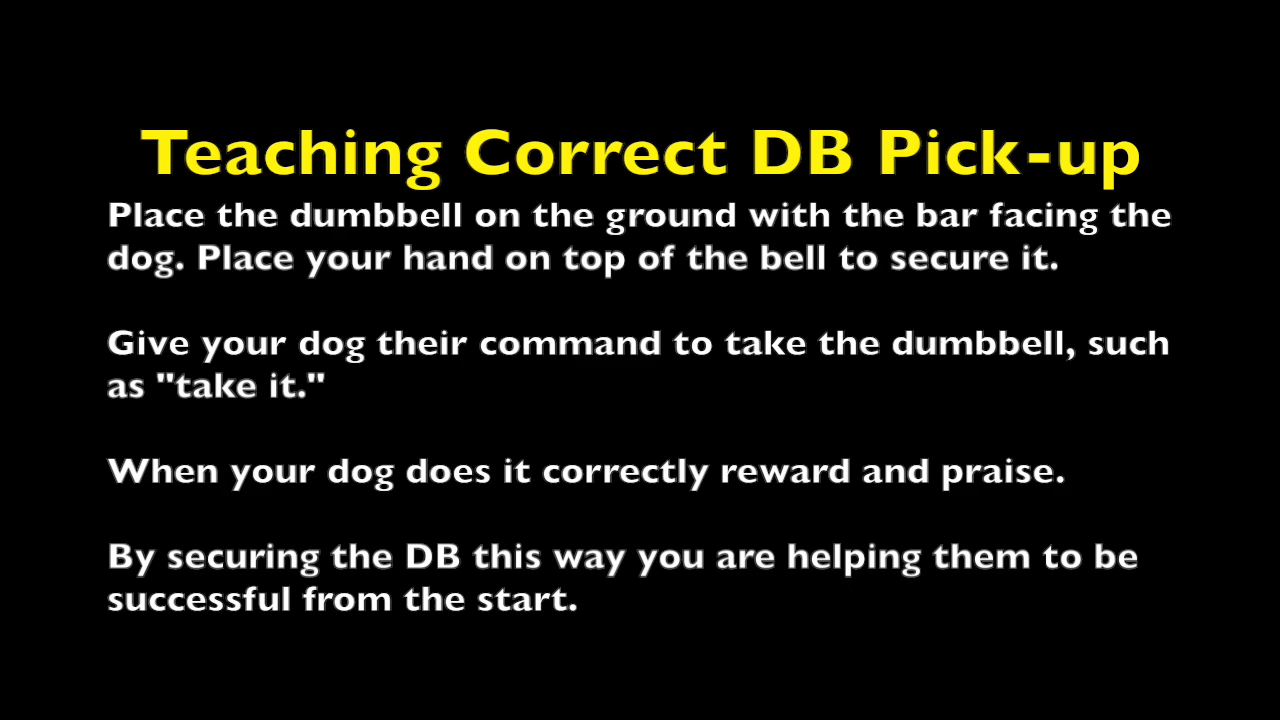 Teaching Correct DB Pick-up
Place the dumbbell on the ground with the bar facing the
dog. Place your hand on top of the bell to secure it.
Give your dog their command to take the dumbbell, such
as "take it."
When your dog does it correctly reward and praise.
By securing the DB this way you are helping them to be
successful from the start.